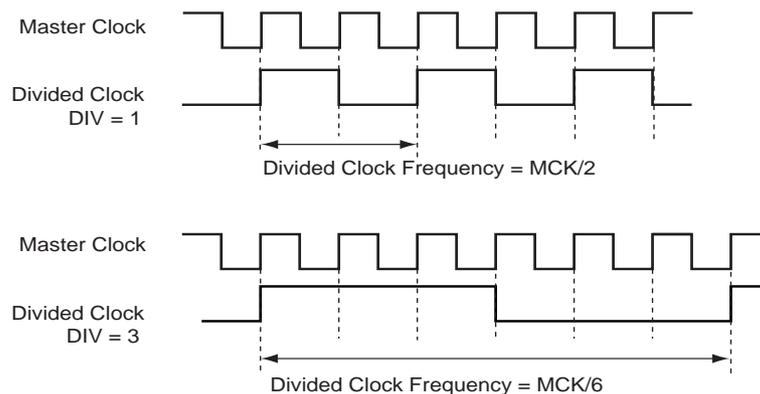 Master Clock
Divided Clock
DIV = 1
Divided Clock Frequency = MCK/2
Master Clock
Divided Clock
DIV = 3
Divided Clock Frequency = MCK/6